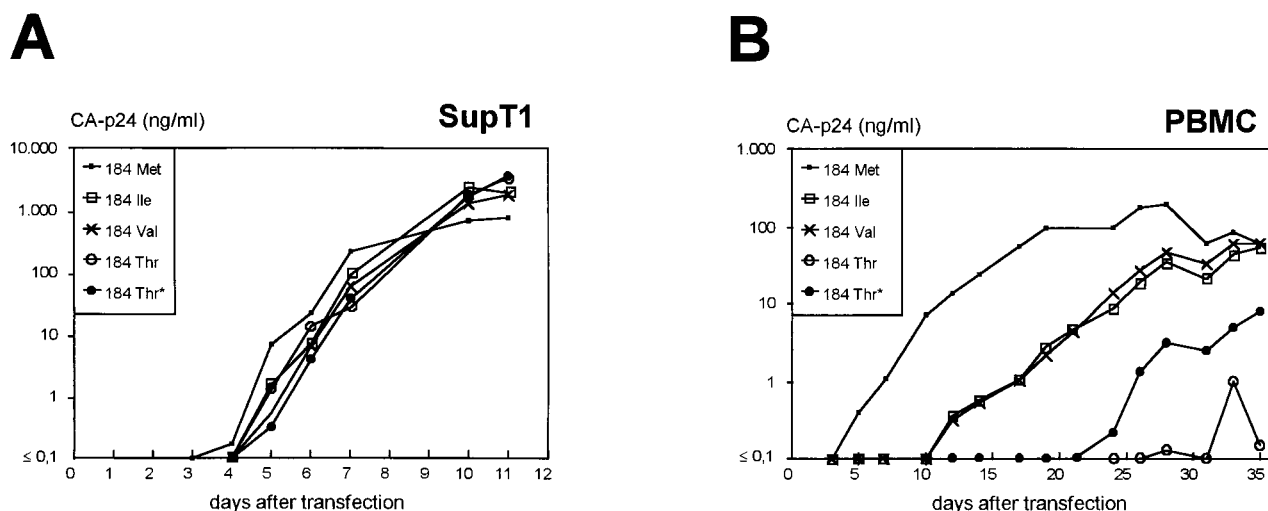 A
CA-p24 (ng/ml)
SupT1
10.000
1.000
100
10
1
≤ 0,1
184 Met
184 Ile
184 Val
184 Thr
184 Thr*
0 1 2 3 4 5 6 7 8 9 10 11 12
days after transfection
B
CA-p24 (ng/ml)
PBMC
1.000
100
10
1
≤ 0,1
184 Met
184 Ile
184 Val
184 Thr
184 Thr*
0 5 10 15 20 25 30 35
days after transfection